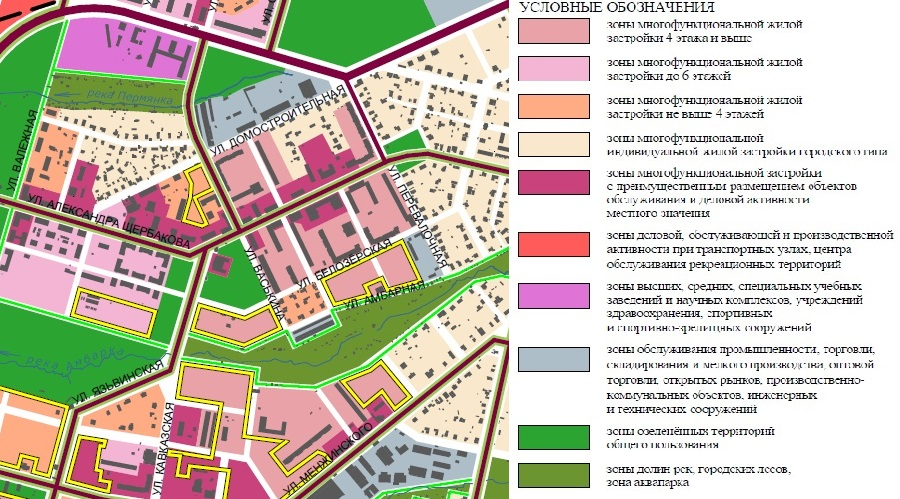 УСЛОВНЫЕ ОБОЗНАЧЕНИЯ
зоны многофункциональной жилой
застройки 4 этажа и выше
зоны многофункциональной жилой
застройки до 6 этажей
зоны многофункциональной жилой
застройки не выше 4 этажей
зоны многофункциональной
индивидуальной жилой застройки городского типа
зоны многофункциональной застройки
с преимущественным размещением объектов
обслуживания и деловой активности
местного значения
зоны деловой, обслуживающей и производственной
активности при транспортных узлах, центра
обслуживания рекреационных территорий
зоны высших, средних, специальных учебных
заведений и научных комплексов, учреждений
здравоохранения, спортивных
и спортивно-зрелищных сооружений
зоны обслуживания промышленности, торговли,
складирования и мелкого производства, оптовой
торговли, открытых рынков, производственно-
коммунальных объектов, инженерных
и технических сооружений
зоны озеленённых территорий
общего пользования
зоны долин рек, городских лесов,
зона аквапарка
река Пермянка
УЛ. ДОМОСТРОИТЕЛЬНАЯ
УЛ. ВАЛЕЖНАЯ
УЛ. АЛЕКСАНДРА ЩЕРБАКОВА
УЛ. ПЕРЕВАЛОЧНАЯ
УЛ. ВАСЬКИНА
УЛ. БЕЛОЗЕРСКАЯ
УЛ. АМБАРНАЯ
УЛ. ЯЗЬВИНСКАЯ
УЛ. КАВКАЗСКАЯ
УЛ. МЕНЖИНСКОГО